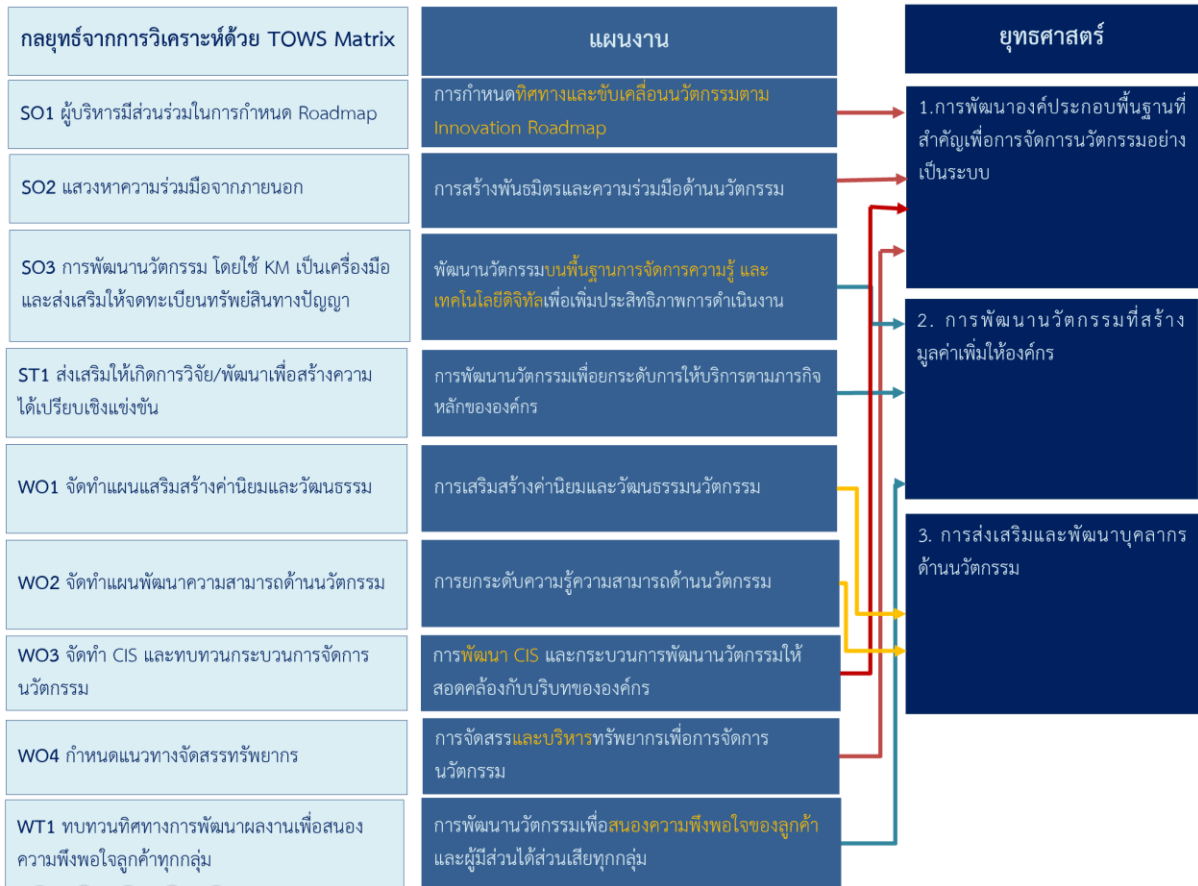 กลยุทธ์จากการวิเคราะห์ด้วย TOWS Matrix
แผนงาน
ยุทธศาสตร์
SO1 ผู้บริหารมีส่วนร่วมในการกำหนด Roadmap
การกำหนดทิศทางและขับเคลื่อนนวัตกรรมตาม
Innovation Roadmap
1.การพัฒนาองค์ประกอบพื้นฐานที่
สำคัญเพื่อการจัดการนวัตกรรมอย่าง
เป็นระบบ
SO2 แสวงหาความร่วมมือจากภายนอก
การสร้างพันธมิตรและความร่วมมือด้านนวัตกรรม
SO3 การพัฒนานวัตกรรม โดยใช้ KM เป็นเครื่องมือ
และส่งเสริมให้จดทะเบียนทรัพย์สินทางปัญญา
พัฒนานวัตกรรมบนพื้นฐานการจัดการความรู้ และ
เทคโนโลยีดิจิทัลเพื่อเพิ่มประสิทธิภาพการดำเนินงาน
2. การพัฒนานวัตกรรมที่สร้าง
มูลค่าเพิ่มให้องค์กร
ST1 ส่งเสริมให้เกิดการวิจัย/พัฒนาเพื่อสร้างความ
ได้เปรียบเชิงแข่งขัน
การพัฒนานวัตกรรมเพื่อยกระดับการให้บริการตามภารกิจ
หลักขององค์กร
WO1 จัดทำแผนแสริมสร้างค่านิยมและวัฒนธรรม
การเสริมสร้างค่านิยมและวัฒนธรรมนวัตกรรม
3. การส่งเสริมและพัฒนาบุคลากร
ด้านนวัตกรรม
WO2 จัดทำแผนพัฒนาความสามารถด้านนวัตกรรม
การยกระดับความรู้ความสามารถด้านนวัตกรรม
WO3 จัดทำ CIS และทบทวนกระบวนการจัดการ
นวัตกรรม
การพัฒนา CIS และกระบวนการพัฒนานวัตกรรมให้
สอดคล้องกับบริบทขององค์กร
WO4 กำหนดแนวทางจัดสรรทรัพยากร
การจัดสรรและบริหารทรัพยากรเพื่อการจัดการ
นวัตกรรม
WT1 ทบทวนทิศทางการพัฒนาผลงานเพื่อสนอง
ความพึงพอใจลูกค้าทุกกลุ่ม
การพัฒนานวัตกรรมเพื่อสนองความพึงพอใจของลูกค้า
และผู้มีส่วนได้ส่วนเสียทุกกลุ่ม